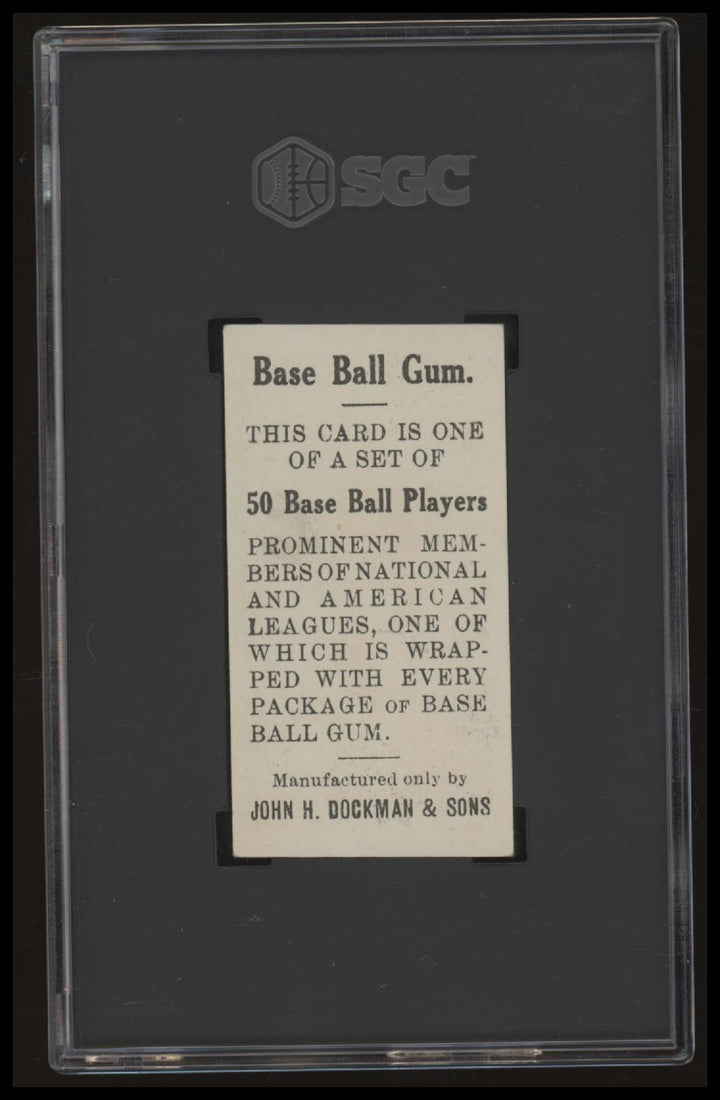 SGC
Base Ball Gum.
THIS CARD IS ONE
OF A SET OF
50 Base Ball Players
PROMINENT MEM-
BERS OF NATIONAL
AND AMERICAN
LEAGUES, ONE OF
WHICH IS WRAP-
PED WITH EVERY
PACKAGE OF BASE
BALL GUM.
Manufactured only by
JOHN H. DOCKMAN & SONS